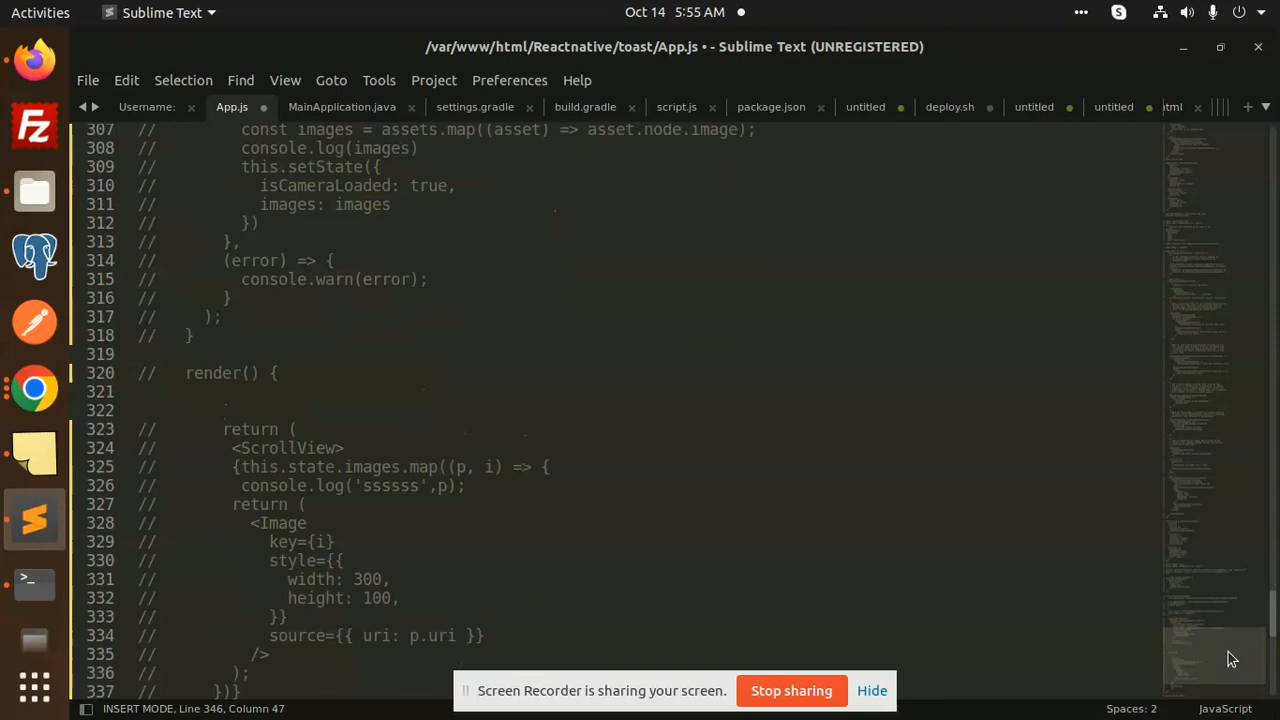 Activities
Sublime Text
Oct 14  5:55 AM
/var/www/html/Reactnative/toast/App.js • - Sublime Text (UNREGISTERED)
File Edit Selection Find View Goto Tools Project Preferences Help
Username: App.js MainApplication.java settings.gradle build.gradle script.js package.json untitled deploy.sh untitled untitled html
307 //         const images = assets.map((asset) => asset.node.image);
308 //         console.log(images)
309 //         this.setState({
310 //           isCameraLoaded: true,
311 //           images: images
312 //         })
313 //       },
314 //       (error) => {
315 //         console.warn(error);
316 //       }
317 //     );
318 //   }
319
320 //   render() {
321
322
323 //       return (
324 //        <ScrollView>
325 //        {this.state.images.map((p, i) => {
326 //         console.log('ssssss',p);
327 //        return (
328 //          <Image
329 //            key={i}
330 //            style={{
331 //              width: 300,
332 //              height: 100,
333 //            }}
334 //            source={{ uri: p.uri }}
335 //          />
336 //        );
337 //      })}
Screen Recorder is sharing your screen. Stop sharing Hide
INSERT MODE, Line 346, Column 47
Spaces: 2
JavaScript